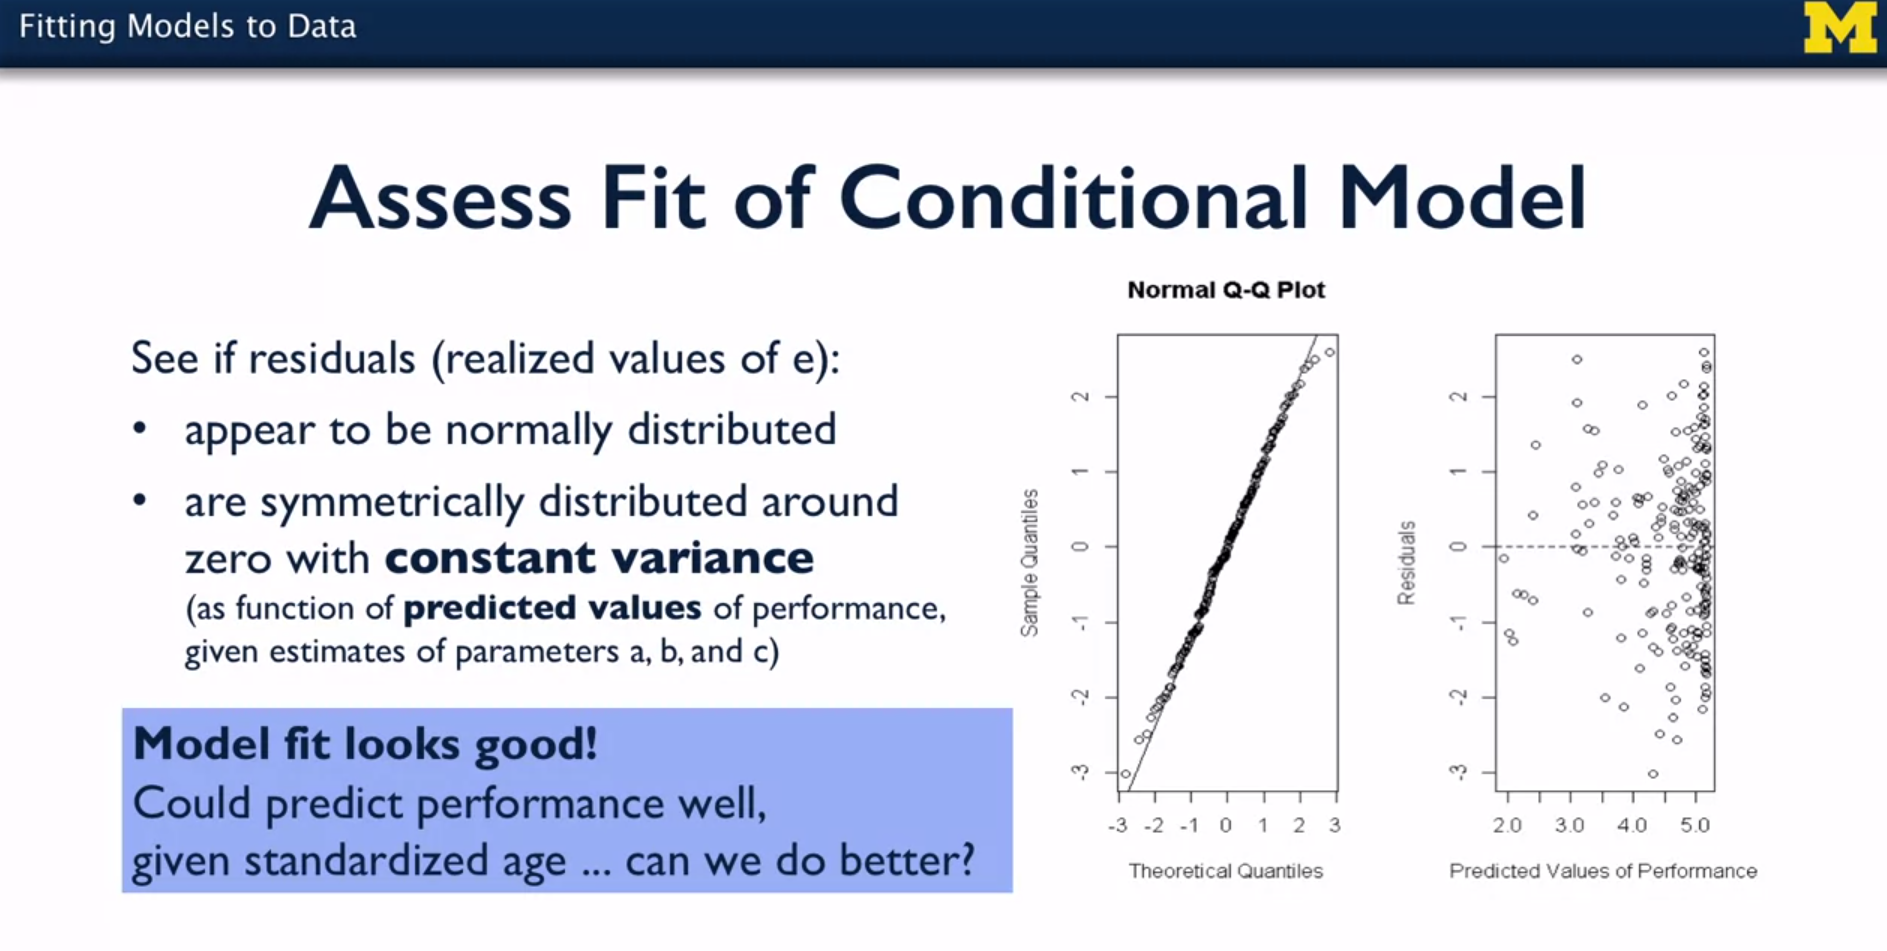 Fitting Models to Data
M
Assess Fit of Conditional Model
See if residuals (realized values of e):
• appear to be normally distributed
• are symmetrically distributed around
zero with constant variance
(as function of predicted values of performance,
given estimates of parameters a, b, and c)
Model fit looks good!
Could predict performance well,
given standardized age ... can we do better?
Normal Q-Q Plot
Sample Quantiles
2
1
0
-1
-2
-3
-3 -2 -1 0 1 2 3
Theoretical Quantiles
Residuals
2
1
0
-1
-2
-3
2.0 3.0 4.0 5.0
Predicted Values of Performance